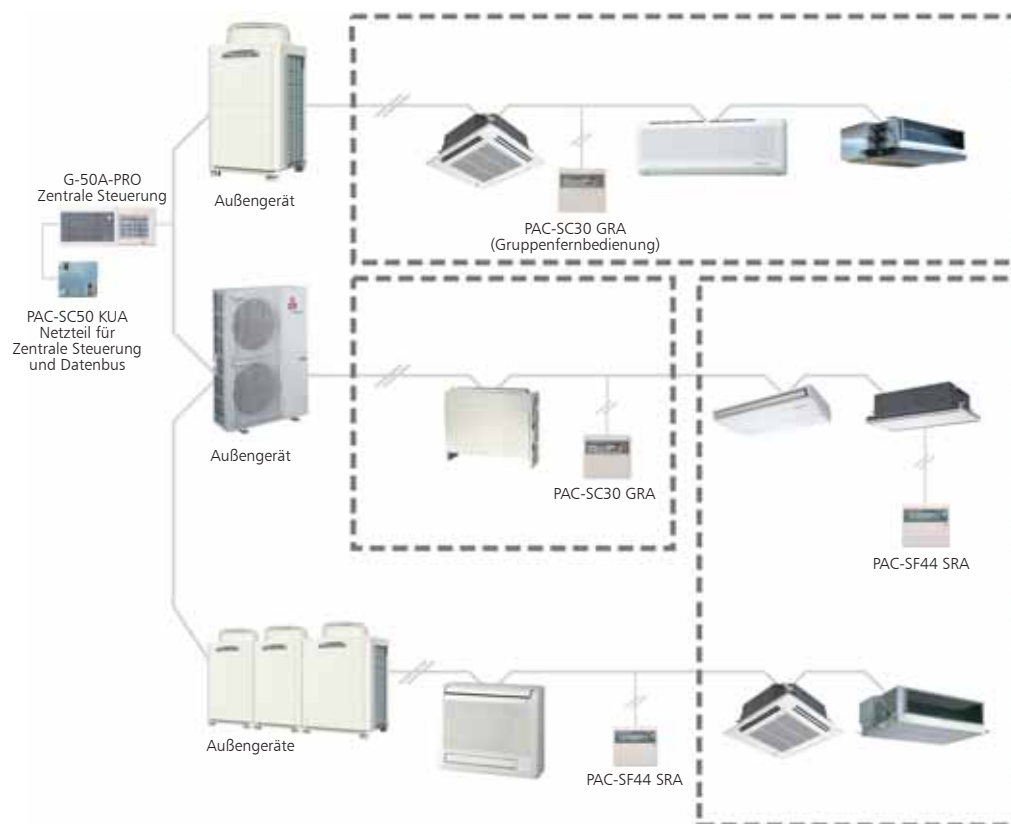 G-50A-PRO
Zentrale Steuerung
Außengerät
PAC-SC30 GRA
(Gruppenfernbedienung)
PAC-SC50 KUA
Netzteil für
Zentrale Steuerung
und Datenbus
Außengerät
PAC-SC30 GRA
PAC-SF44 SRA
Außengeräte
PAC-SF44 SRA